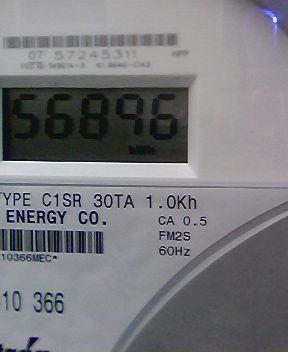 07 57245311
56896
kWh
TYPE C1SR 30TA 1.0Kh
ENERGY CO.
CA 0.5
FM2S
60Hz
10366MEC*
10 366